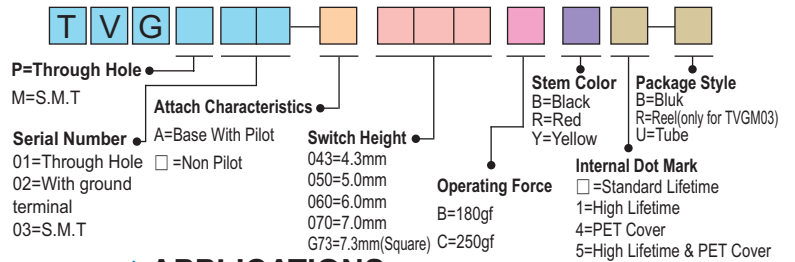 TVG
P=Through Hole
M=S.M.T
Serial Number
01=Through Hole
02=With ground
terminal
03=S.M.T
Attach Characteristics
A=Base With Pilot
□ =Non Pilot
Switch Height
043=4.3mm
050=5.0mm
060=6.0mm
070=7.0mm
G73=7.3mm(Square)
Operating Force
B=180gf
C=250gf
Stem Color
B=Black
R=Red
Y=Yellow
Package Style
B=Bluk
R=Reel(only for TVGM03)
U=Tube
Internal Dot Mark
□ =Standard Lifetime
1=High Lifetime
4=PET Cover
5=High Lifetime & PET Cover
APPLICATIONS